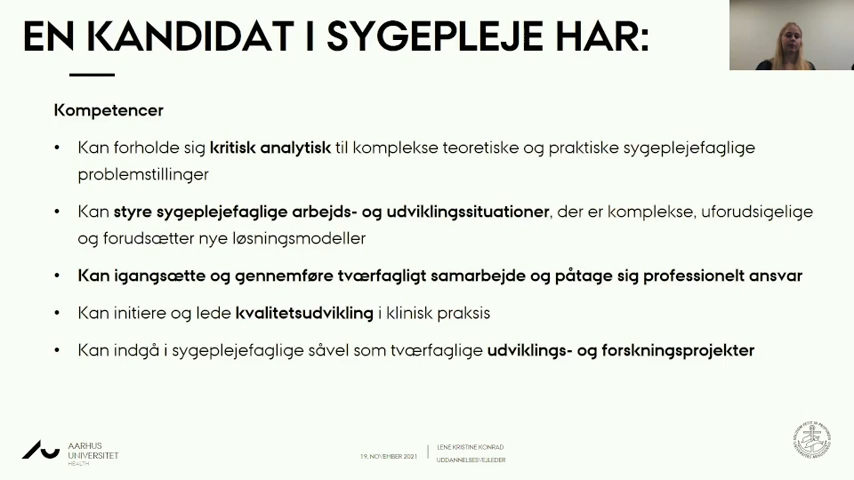 EN KANDIDAT I SYGEPLEJE HAR:
Kompetencer
• Kan forholde sig kritisk analytisk til komplekse teoretiske og praktiske sygeplejefaglige
problemstillinger
• Kan styre sygeplejefaglige arbejds- og udviklingssituationer, der er komplekse, uforudsigelige
og forudsætter nye løsningsmodeller
• Kan igangsætte og gennemføre tværfagligt samarbejde og påtage sig professionelt ansvar
• Kan initiere og lede kvalitetsudvikling i klinisk praksis
• Kan indgå i sygeplejefaglige såvel som tværfaglige udviklings- og forskningsprojekter
AARHUS
UNIVERSITET
HEALTH
19. NOVEMBER 2021
LENE KRISTINE KONRAD
UDDANNELSESVEJLEDER